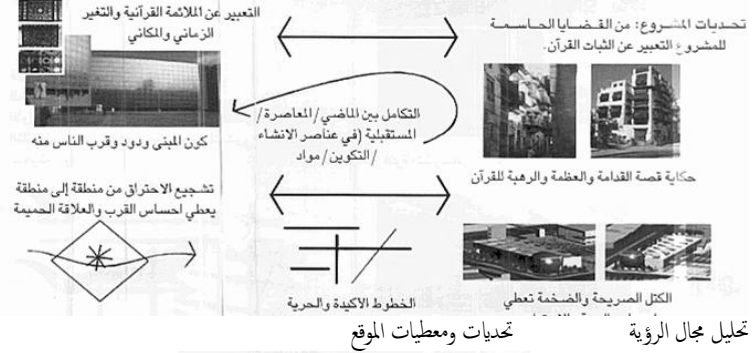 تحديات المشروع: من القضايا الحاسمة
للمشروع التعبير عن الثبات القرآن.
التعبير عن الملائمة القرآنية والتغير
الزماني والمكاني
التكامل بين الماضي/المعاصرة/
المستقبلية (في عناصر الانشاء
/التكوين/مواد
حكاية قصة القدامة والعظمة والرهبة للقرآن
كون المبنى ودود وقرب الناس منه
تشجيع الاحتراق من منطقة إلى منطقة
يعطي احساس القرب والعلاقة الحميمة
الكتل الصريحة والضخمة تعطي
الخطوط الاكيدة والحرية
تحليل مجال الرؤية
تحديات ومعطيات الموقع